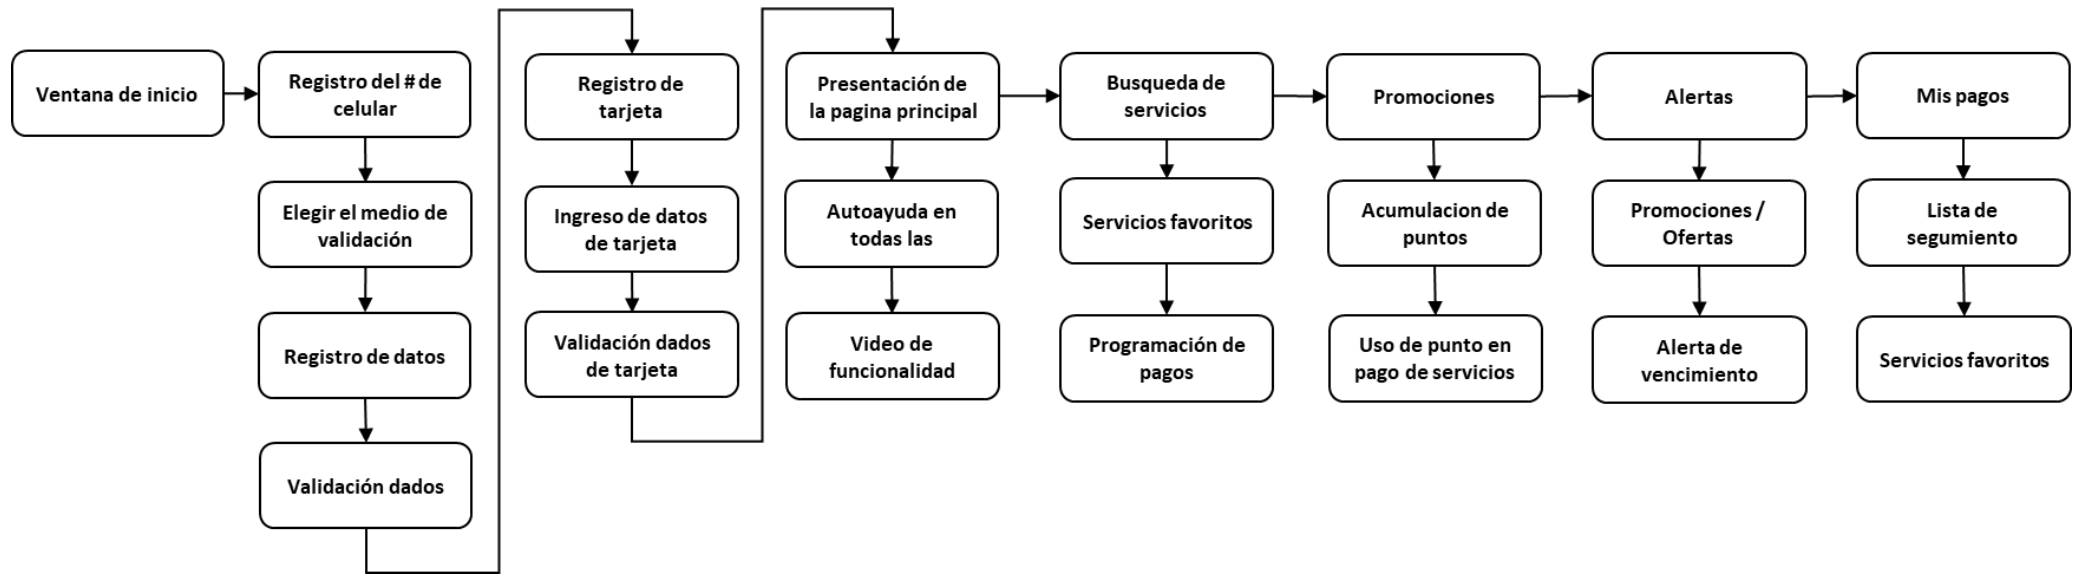 Ventana de inicio
Registro del # de
celular
Elegir el medio de
validación
Registro de datos
Validación dados
Registro de
tarjeta
Ingreso de datos
de tarjeta
Validación dados
de tarjeta
Presentación de
la pagina principal
Autoayuda en
todas las
Video de
funcionalidad
Busqueda de
servicios
Servicios favoritos
Programación de
pagos
Promociones
Acumulacion de
puntos
Uso de punto en
pago de servicios
Alertas
Promociones /
Ofertas
Alerta de
vencimiento
Mis pagos
Lista de
segumiento
Servicios favoritos